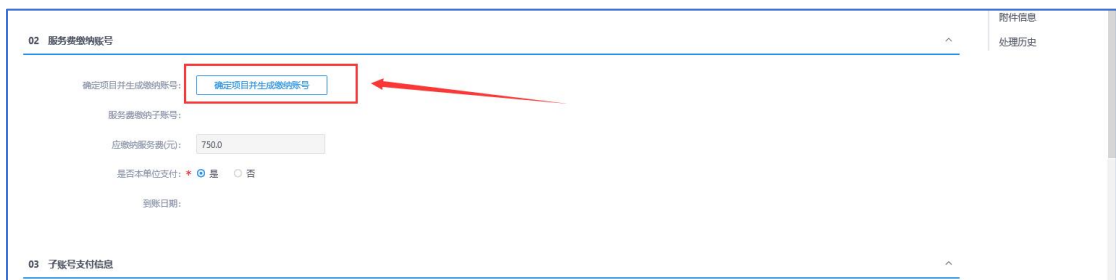 附件信息
02 服务费缴纳账号
处理历史
确定项目并生成缴纳账号: 确定项目并生成缴纳账号
服务费缴纳子账号:
应缴纳服务费(元): 750.0
是否本单位支付: * 是 否
到账日期:
03 子账号支付信息